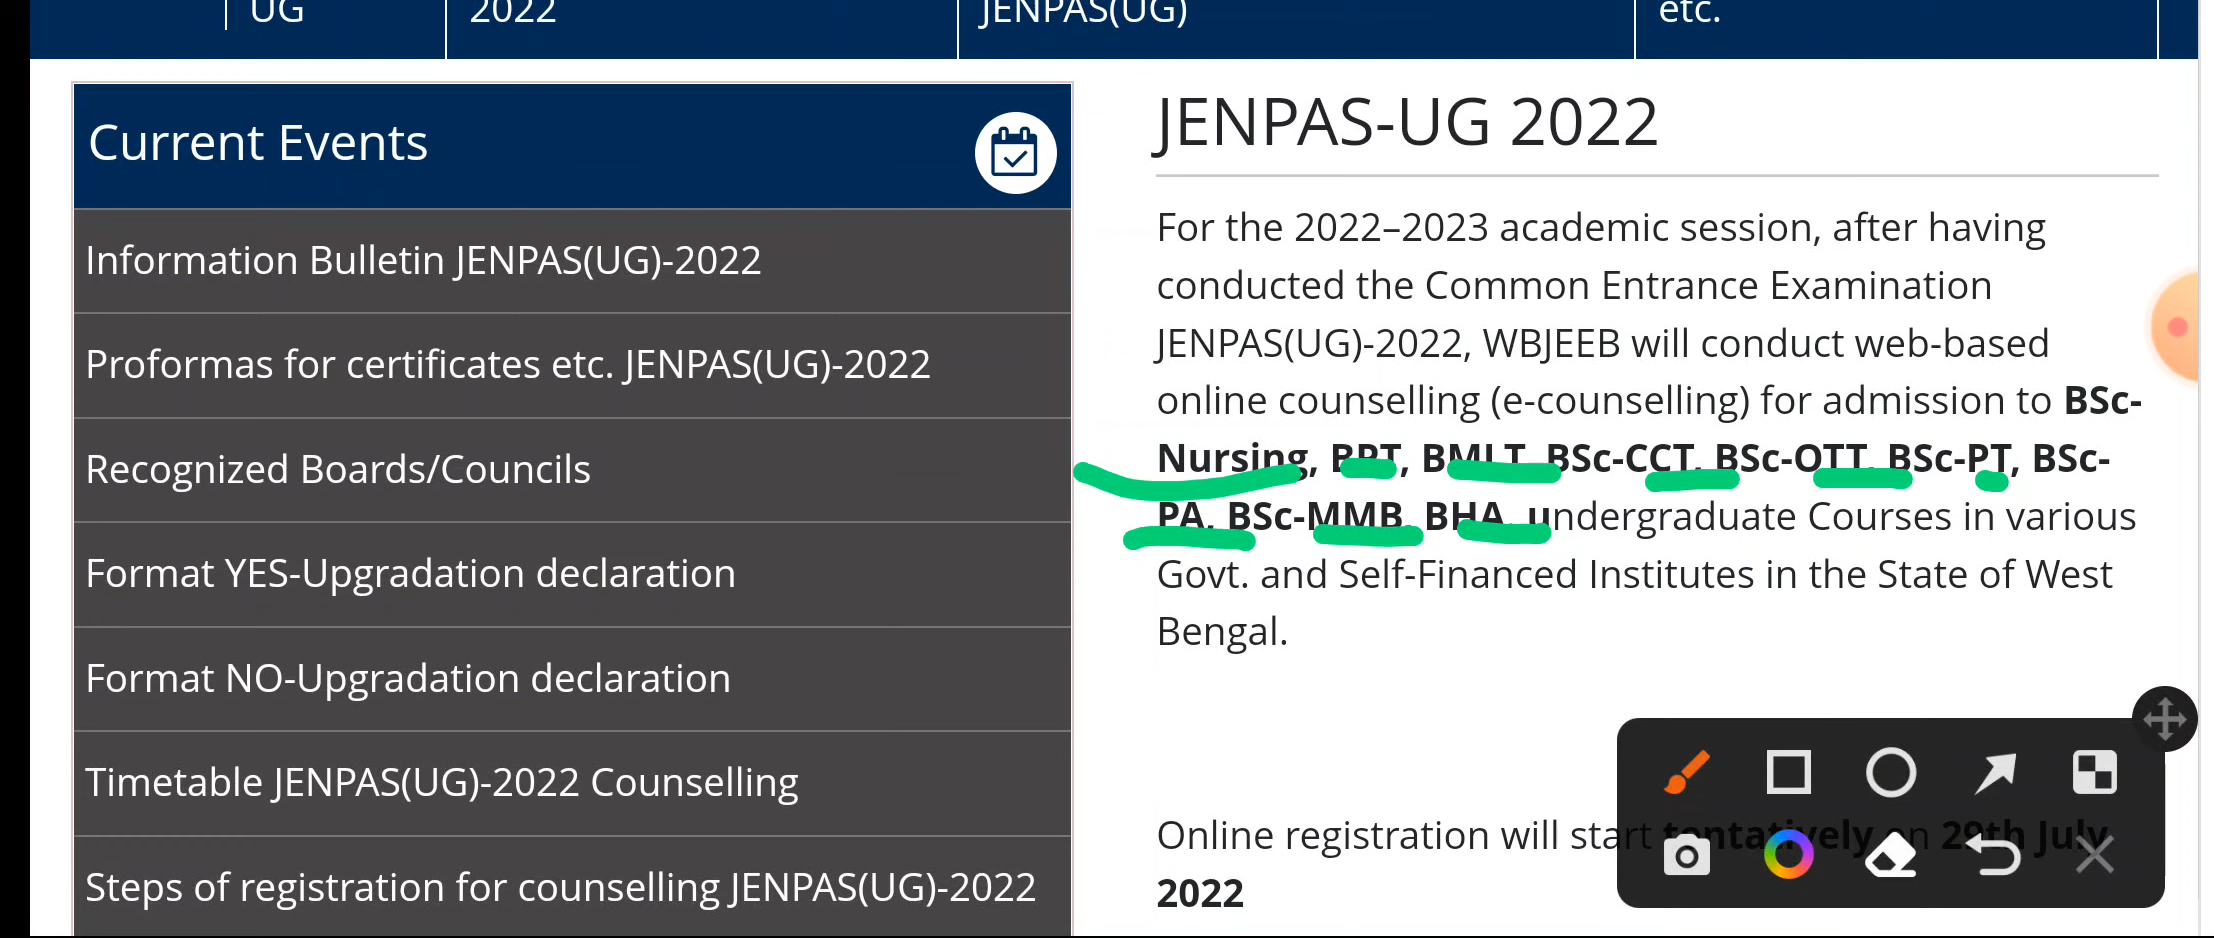 UG
2022
JENPAS(UG)
etc.
Current Events
Information Bulletin JENPAS(UG)-2022
Proformas for certificates etc. JENPAS(UG)-2022
Recognized Boards/Councils
Format YES-Upgradation declaration
Format NO-Upgradation declaration
Timetable JENPAS(UG)-2022 Counselling
Steps of registration for counselling JENPAS(UG)-2022
JENPAS-UG 2022
For the 2022–2023 academic session, after having
conducted the Common Entrance Examination
JENPAS(UG)-2022, WBJEEB will conduct web-based
online counselling (e-counselling) for admission to BSc-
Nursing, BPT, BMLT, BSc-CCT, BSc-OTT, BSc-PT, BSc-
PA, BSc-MMB, BHA, undergraduate Courses in various
Govt. and Self-Financed Institutes in the State of West
Bengal.
Online registration will start tentatively on 29th July,
2022